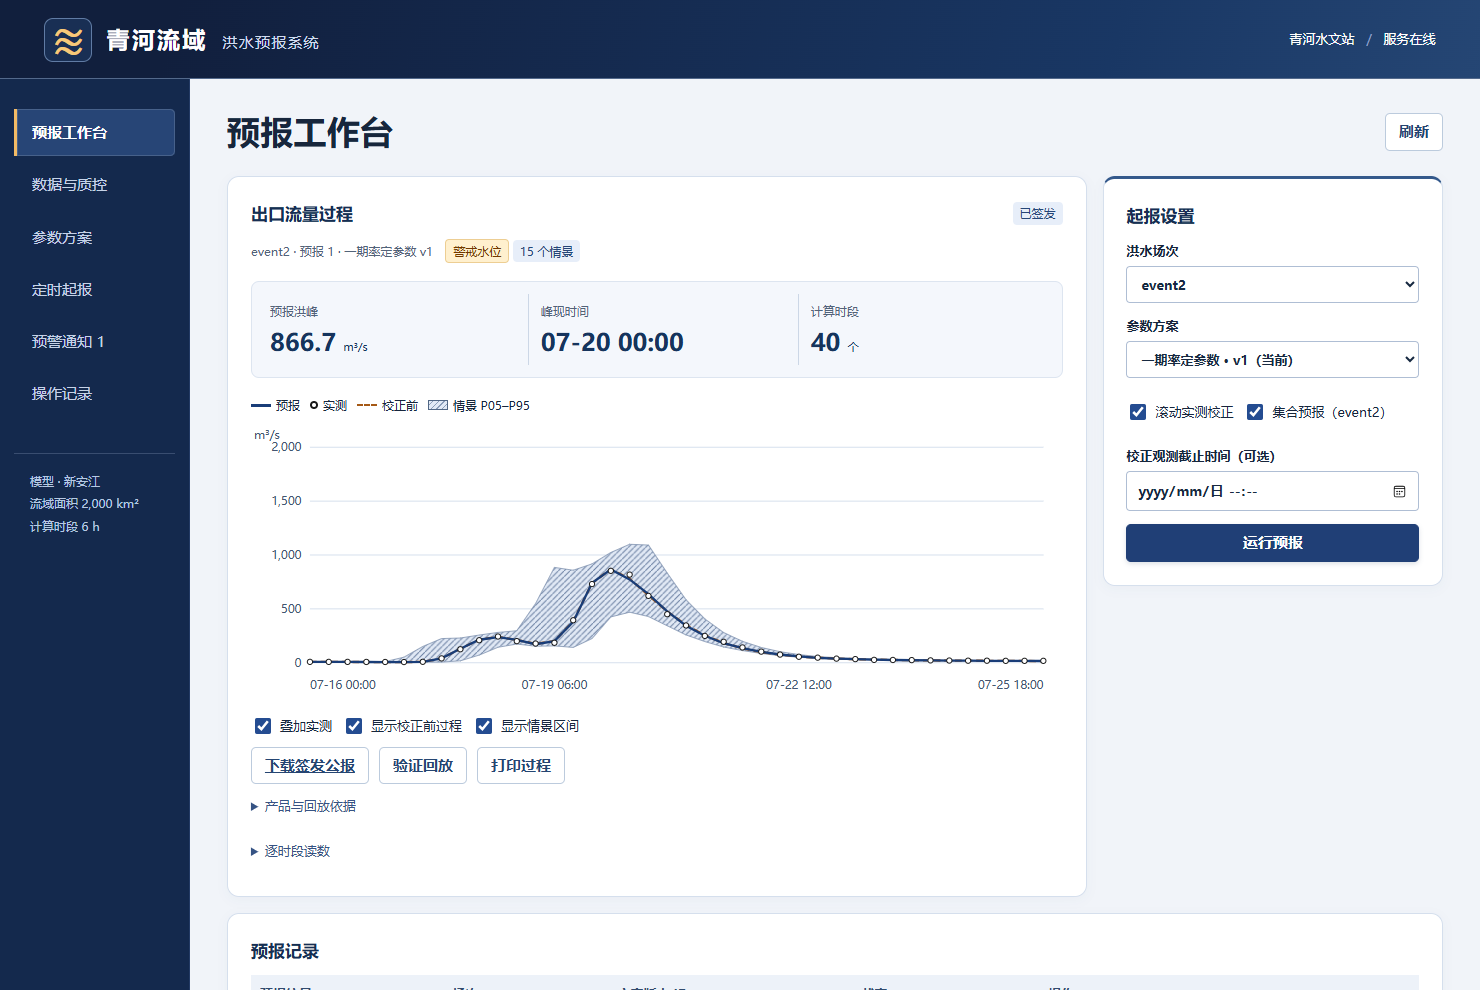 青河流域 洪水预报系统
青河水文站 / 服务在线
预报工作台
数据与质控
参数方案
定时起报
预警通知 1
操作记录
模型 · 新安江
流域面积 2,000 km²
计算时段 6 h
预报工作台
刷新
出口流量过程
已签发
event2 · 预报 1 · 一期率定参数 v1 警戒水位 15 个情景
预报洪峰
866.7 m³/s
峰现时间
07-20 00:00
计算时段
40 个
预报 实测 校正前 情景 P05–P95
m³/s
2,000
1,500
1,000
500
0
07-16 00:00 07-19 06:00 07-22 12:00 07-25 18:00
叠加实测 显示校正前过程 显示情景区间
下载签发公报 验证回放 打印过程
产品与回放依据
逐时段读数
起报设置
洪水场次
event2
参数方案
一期率定参数 • v1（当前）
滚动实测校正 集合预报（event2）
校正观测截止时间（可选）
yyyy/mm/日 --:--
运行预报
预报记录